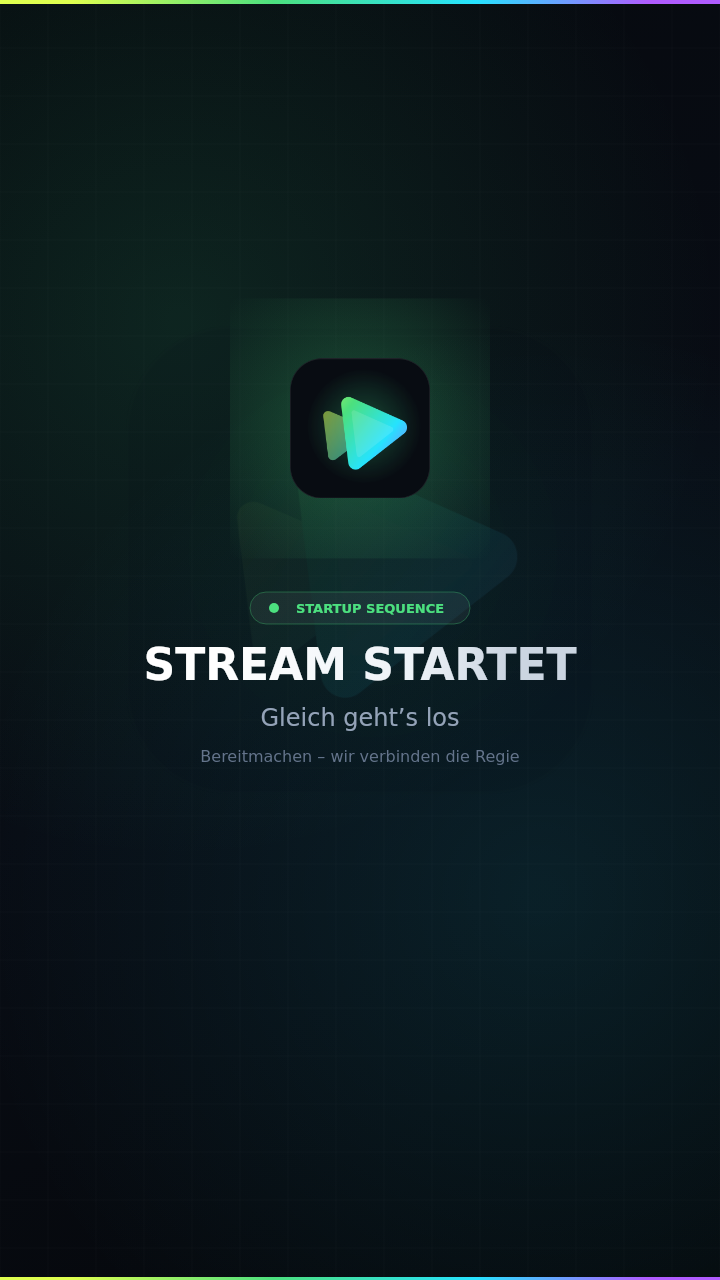 STARTUP SEQUENCE
STREAM STARTET
Gleich geht’s los
Bereitmachen – wir verbinden die Regie